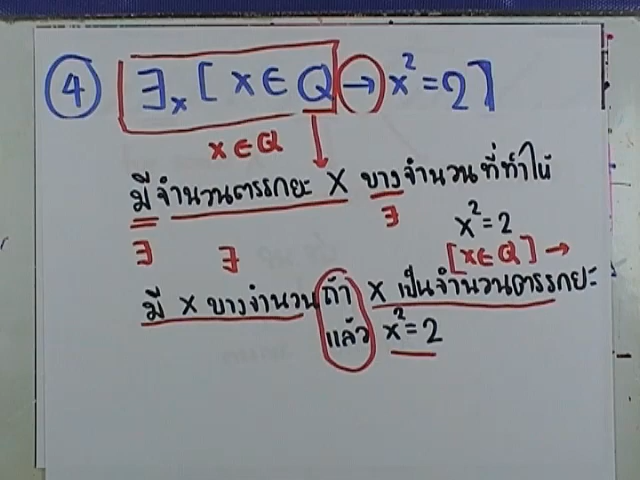 4 ∃x [ x ∈ Q → x² = 2 ]
x ∈ Q
มีจำนวนตรรกยะ x บางจำนวนที่ทำให้
∃ x² = 2
∃ ∃ [x ∈ Q] →
มี x บางจำนวน ถ้า x เป็นจำนวนตรรกยะ
แล้ว x² = 2